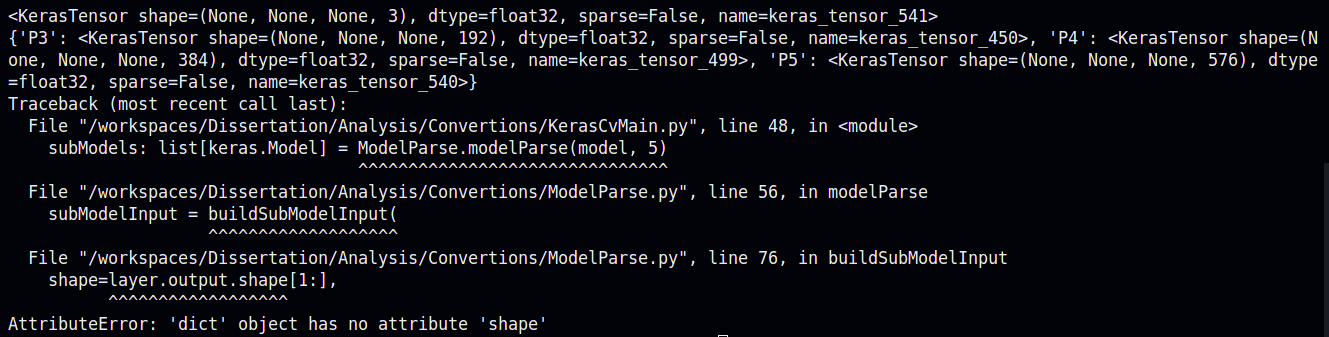 <KerasTensor shape=(None, None, None, 3), dtype=float32, sparse=False, name=keras_tensor_541>
{'P3': <KerasTensor shape=(None, None, None, 192), dtype=float32, sparse=False, name=keras_tensor_450>, 'P4': <KerasTensor shape=(N
one, None, None, 384), dtype=float32, sparse=False, name=keras_tensor_499>, 'P5': <KerasTensor shape=(None, None, None, 576), dtype
=float32, sparse=False, name=keras_tensor_540>}
Traceback (most recent call last):
  File "/workspaces/Dissertation/Analysis/Convertions/KerasCvMain.py", line 48, in <module>
    subModels: list[keras.Model] = ModelParse.modelParse(model, 5)
                                   ^^^^^^^^^^^^^^^^^^^^^^^^^^^^^^^
  File "/workspaces/Dissertation/Analysis/Convertions/ModelParse.py", line 56, in modelParse
    subModelInput = buildSubModelInput(
                    ^^^^^^^^^^^^^^^^^^^
  File "/workspaces/Dissertation/Analysis/Convertions/ModelParse.py", line 76, in buildSubModelInput
    shape=layer.output.shape[1:],
          ^^^^^^^^^^^^^^^^^^
AttributeError: 'dict' object has no attribute 'shape'